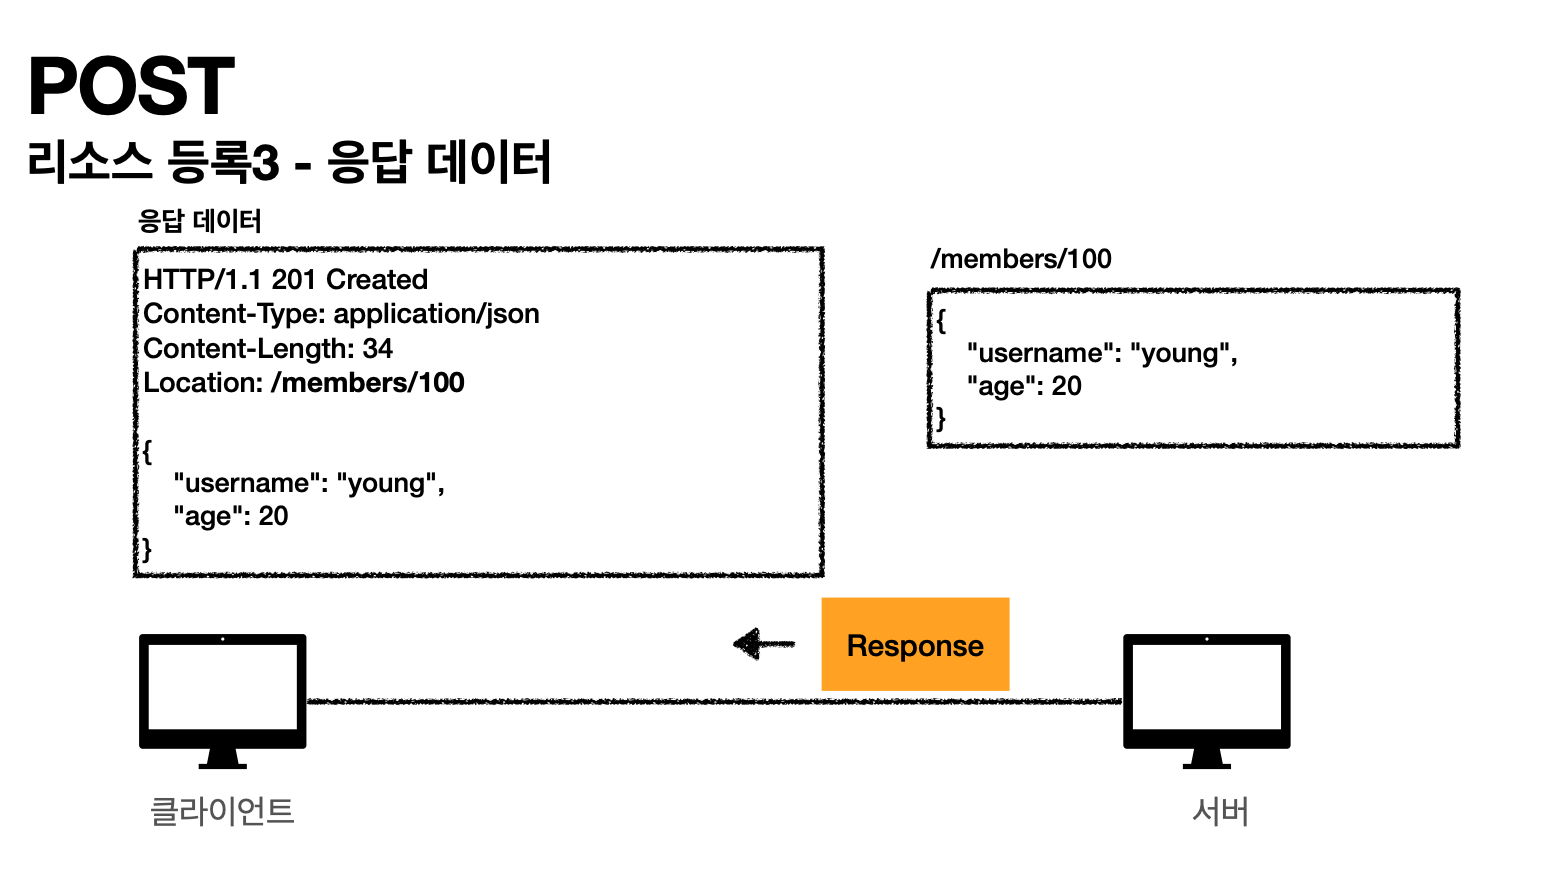 POST
리소스 등록3 - 응답 데이터
응답 데이터
HTTP/1.1 201 Created
Content-Type: application/json
Content-Length: 34
Location: /members/100
{
"username": "young",
"age": 20
}
/members/100
{
"username": "young",
"age": 20
}
Response
클라이언트
서버